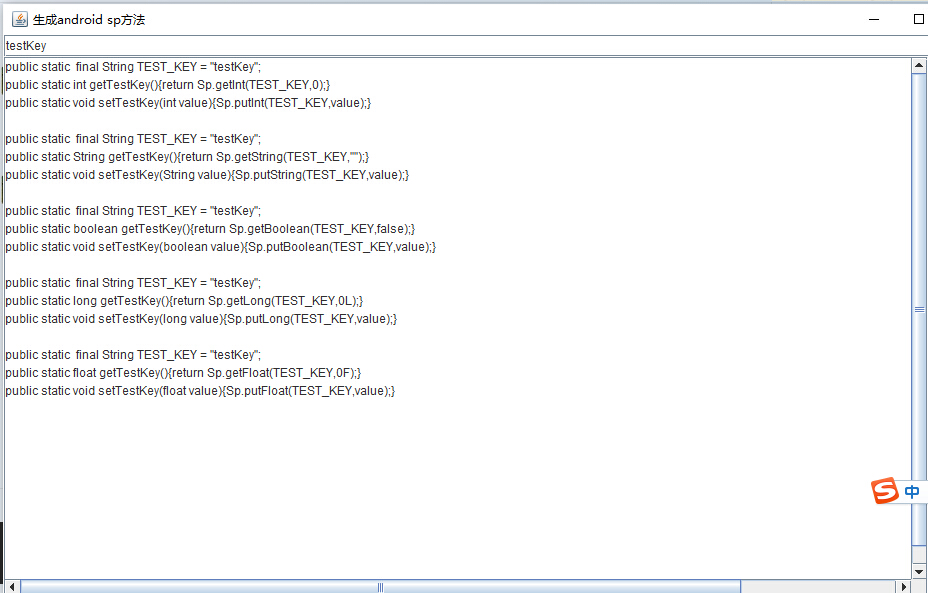 生成android sp方法
testKey
public static  final String TEST_KEY = "testKey";
public static int getTestKey(){return Sp.getInt(TEST_KEY,0);}
public static void setTestKey(int value){Sp.putInt(TEST_KEY,value);}
public static  final String TEST_KEY = "testKey";
public static String getTestKey(){return Sp.getString(TEST_KEY,"");}
public static void setTestKey(String value){Sp.putString(TEST_KEY,value);}
public static  final String TEST_KEY = "testKey";
public static boolean getTestKey(){return Sp.getBoolean(TEST_KEY,false);}
public static void setTestKey(boolean value){Sp.putBoolean(TEST_KEY,value);}
public static  final String TEST_KEY = "testKey";
public static long getTestKey(){return Sp.getLong(TEST_KEY,0L);}
public static void setTestKey(long value){Sp.putLong(TEST_KEY,value);}
public static  final String TEST_KEY = "testKey";
public static float getTestKey(){return Sp.getFloat(TEST_KEY,0F);}
public static void setTestKey(float value){Sp.putFloat(TEST_KEY,value);}
S 中